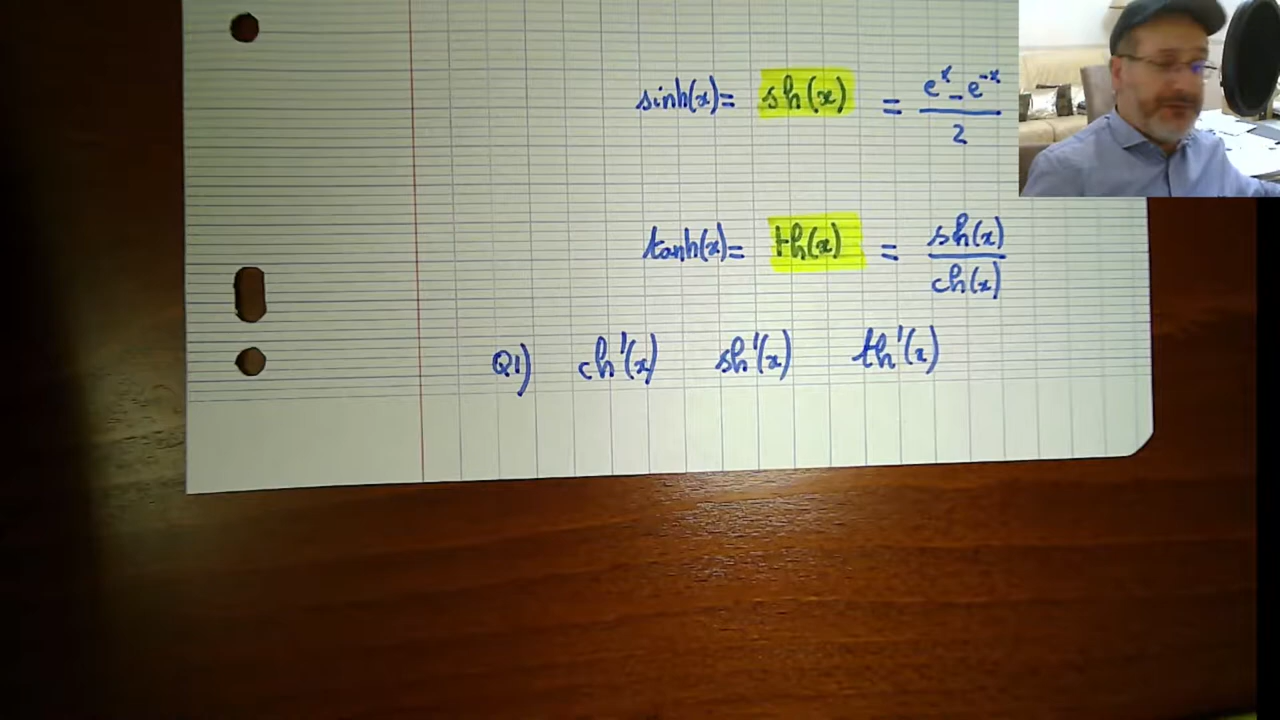 sinh(x)= sh(x) = (e^x - e^-x)/2
tanh(x)= th(x) = sh(x)/ch(x)
Q1) ch'(x) sh'(x) th'(x)